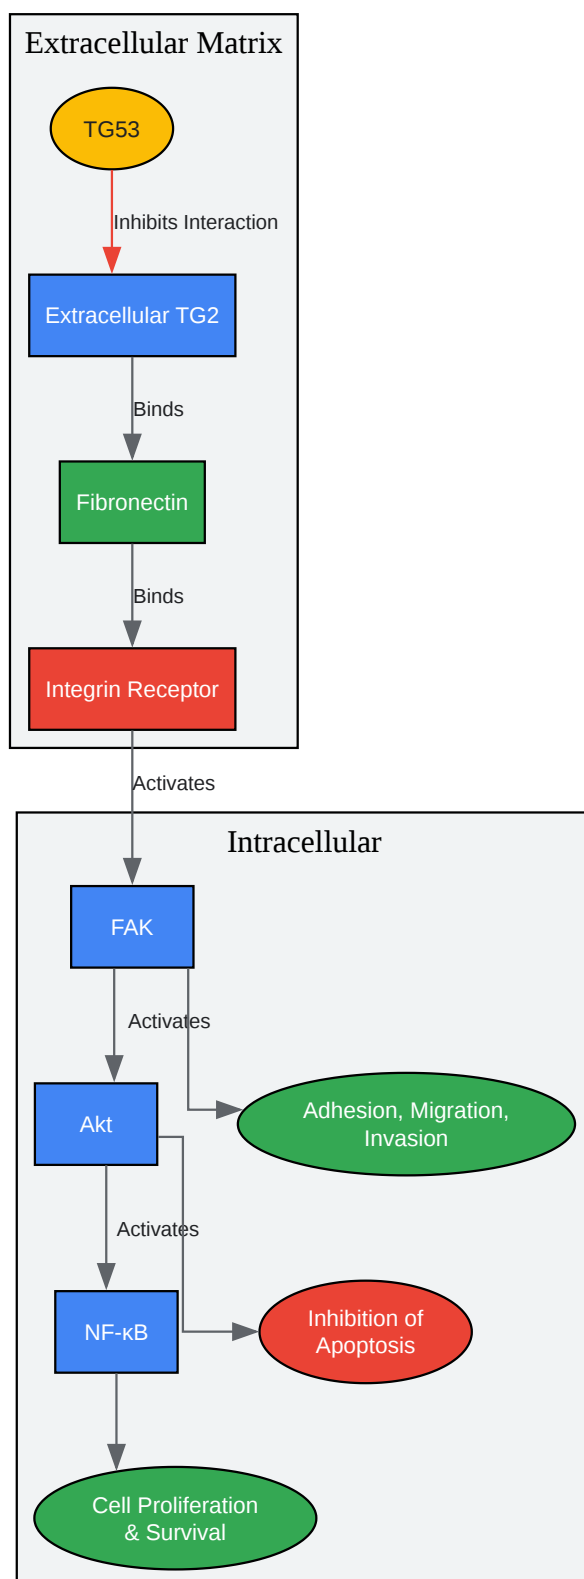 Extracellular Matrix
TG53
Inhibits Interaction
Extracellular TG2
Binds
Fibronectin
Binds
Integrin Receptor
Activates
Intracellular
FAK
Activates
Akt
Adhesion, Migration,
Invasion
Activates
NF-κB
Inhibition of
Apoptosis
Cell Proliferation
& Survival